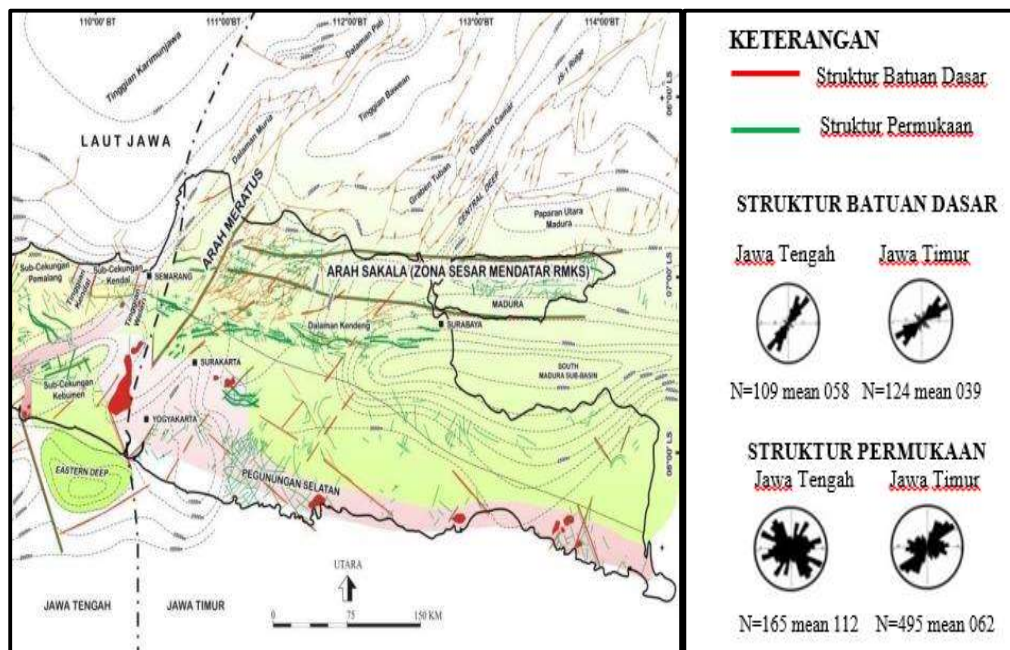 110°00'BT
111°00'BT
112°00'BT
113°00'BT
114°00'BT
Tinggian Karimunjawa
Dalaman Pati
JS-1 Ridge
Tinggian Bawean
06°00' LS
LAUT JAWA
Dalaman Muria
Dalaman Camar
Graben Tuban
CENTRAL DEEP
ARAH MERATUS
Paparan Utara
Madura
Sub-Cekungan
Pemalang
Tinggian
Kendal
Sub-Cekungan
Kendal
SEMARANG
ARAH SAKALA (ZONA SESAR MENDATAR RMKS)
07°00' LS
MADURA
Tinggian
Dalaman Kendeng
SURABAYA
SURAKARTA
Sub-Cekungan
Kebumen
SOUTH
MADURA SUB-BASIN
YOGYAKARTA
EASTERN DEEP
PEGUNUNGAN SELATAN
UTARA
JAWA TENGAH
JAWA TIMUR
0
75
150 KM
KETERANGAN
Struktur Batuan Dasar
Struktur Permukaan
STRUKTUR BATUAN DASAR
Jawa Tengah Jawa Timur
N=109 mean 058 N=124 mean 039
STRUKTUR PERMUKAAN
Jawa Tengah Jawa Timur
N=165 mean 112 N=495 mean 062